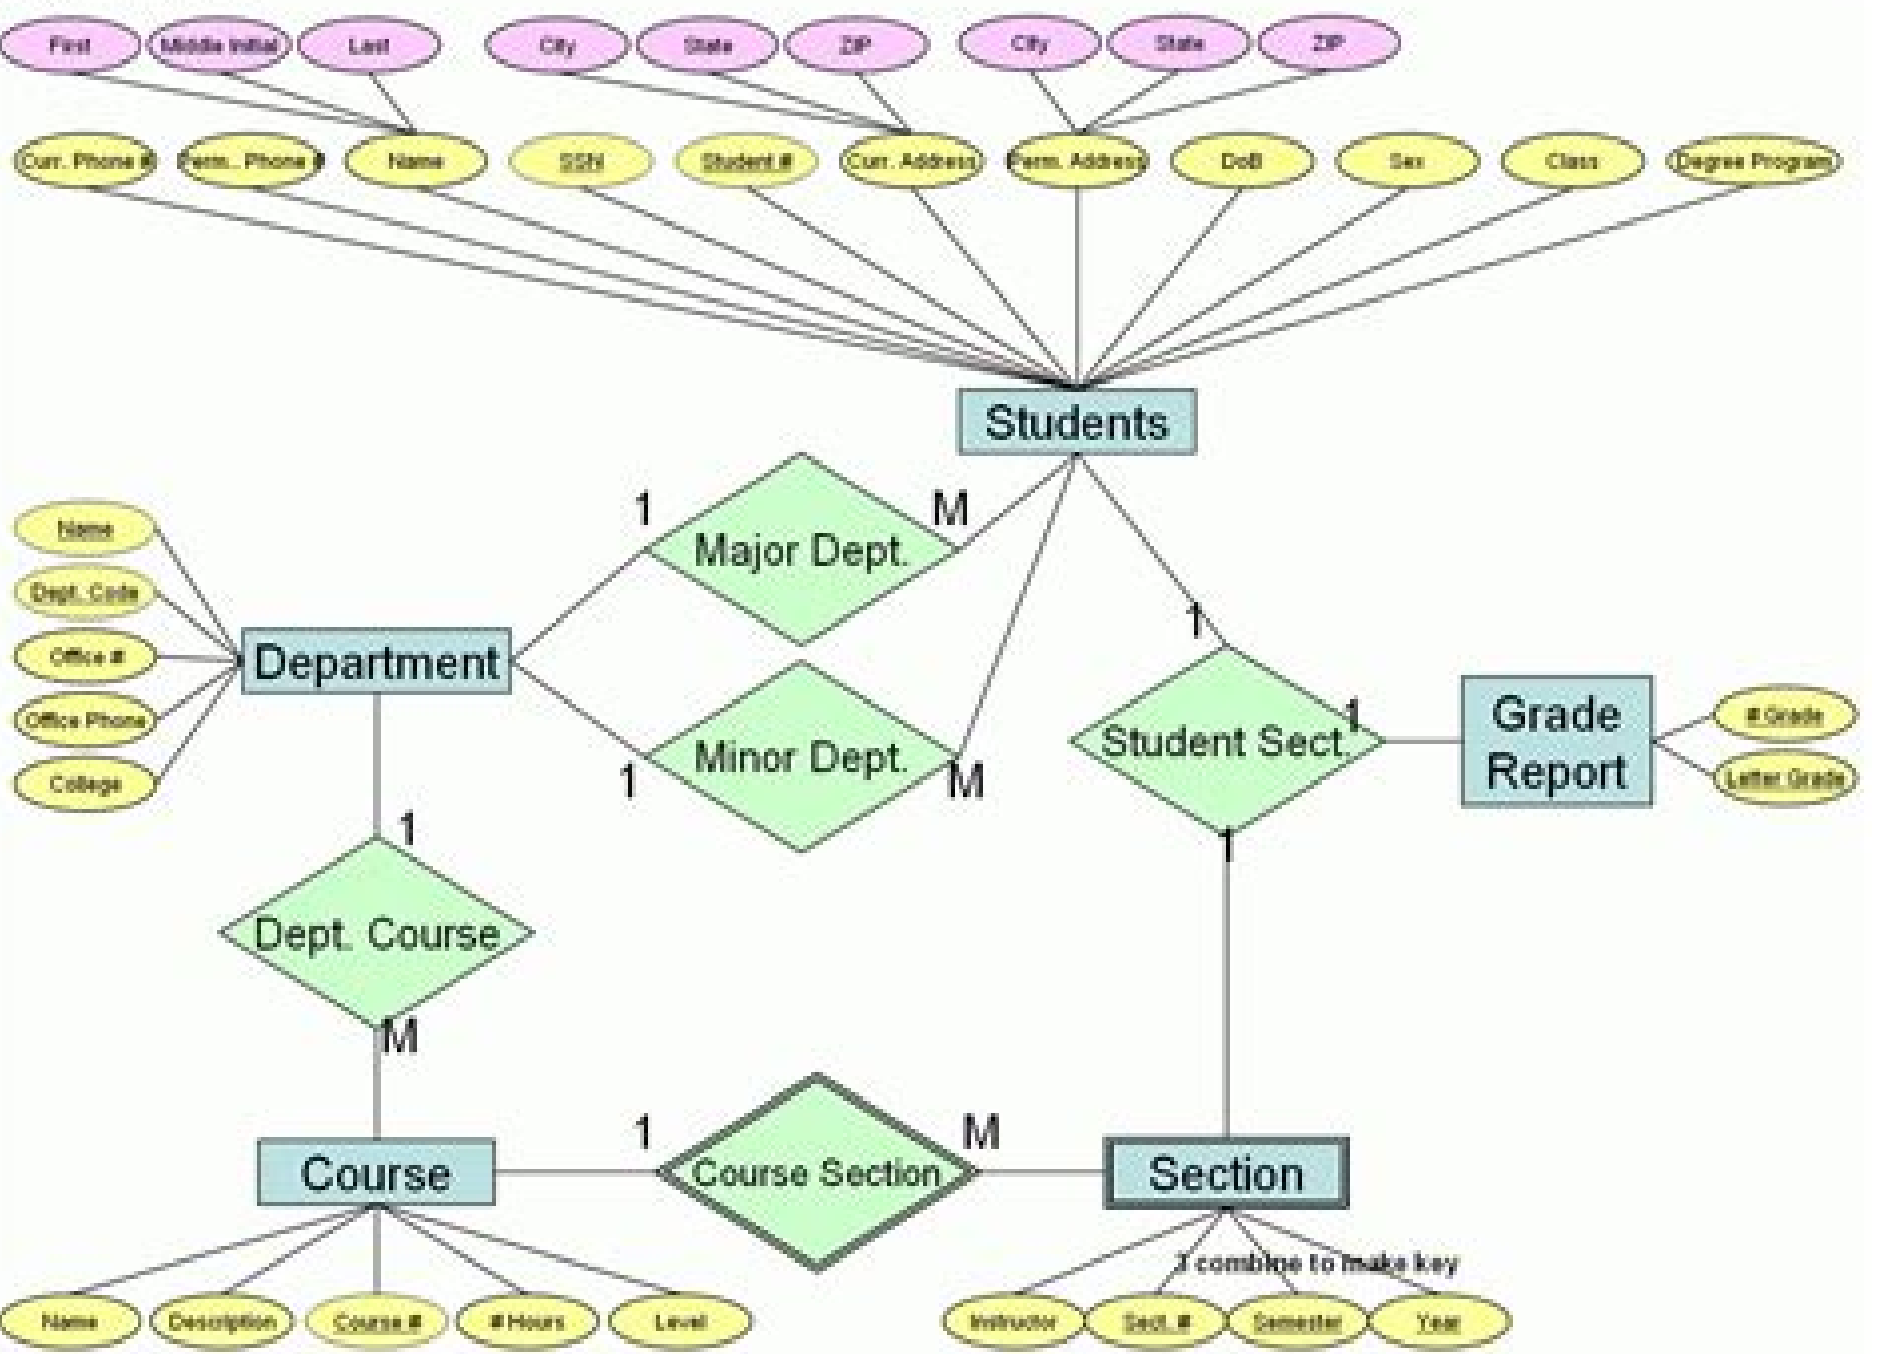 First Middle Initial Last City State ZIP City State ZIP
Curr. Phone # Perm.. Phone # Name SSN Student # Curr. Address Perm. Address DoB Sex Class Degree Program
Students
1 M
Major Dept.
Name
Dept. Code
Office #
Office Phone
College
Department
1
Minor Dept.
1 M
Student Sect.
1
1
Grade
Report
# Grade
Letter Grade
1
Dept. Course
M
1 M
Course
Course Section
Section
3 combine to make key
Name Description Course # # Hours Level
Instructor Sect. # Semester Year